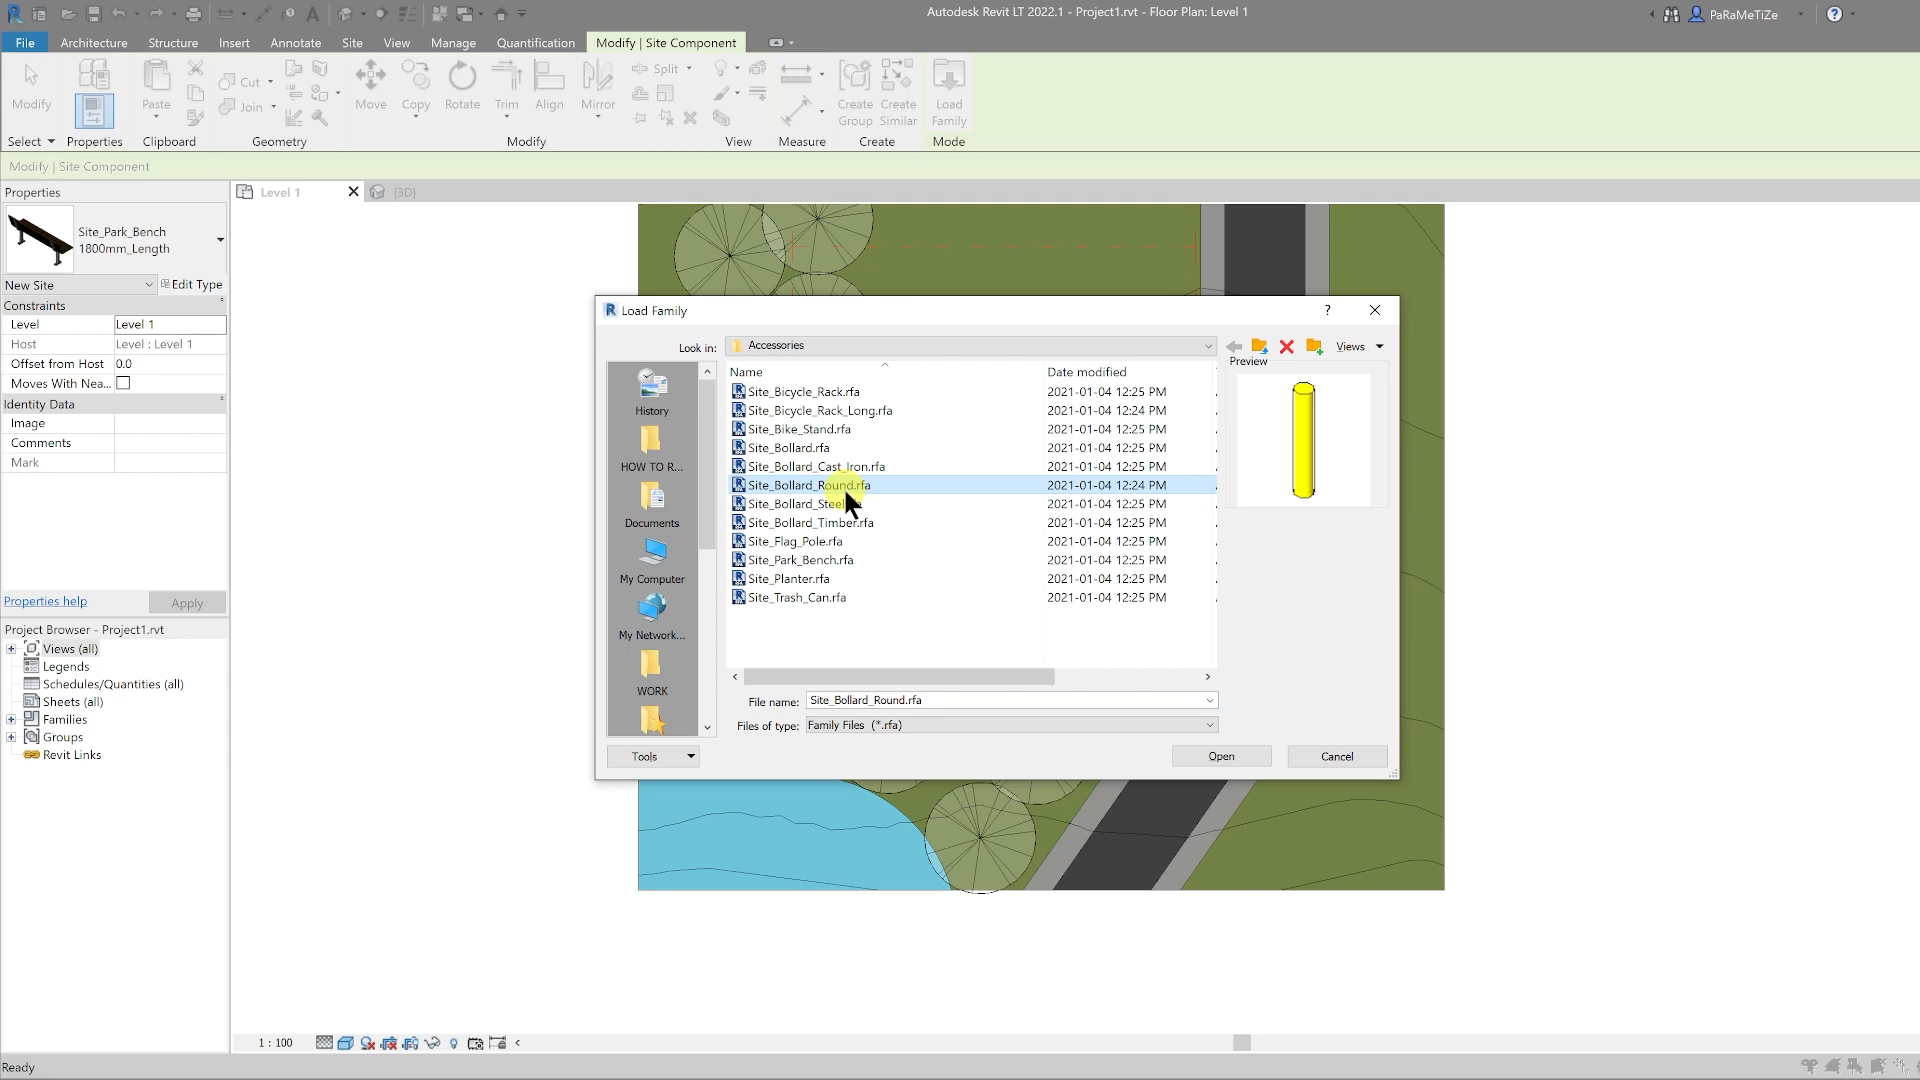 Autodesk Revit LT 2022.1 - Project1.rvt - Floor Plan: Level 1
PaRaMeTiZe
File Architecture Structure Insert Annotate Site View Manage Quantification Modify | Site Component
Modify Paste Cut Join Move Copy Rotate Trim Align Mirror Split Create Group Create Similar Load Family
Select Properties Clipboard Geometry Modify View Measure Create Mode
Modify | Site Component
Properties
Level 1 {3D}
Site_Park_Bench
1800mm_Length
New Site Edit Type
Constraints
Level Level 1
Host Level : Level 1
Offset from Host 0.0
Moves With Nea...
Identity Data
Image
Comments
Mark
Properties help Apply
Project Browser - Project1.rvt
Views (all)
Legends
Schedules/Quantities (all)
Sheets (all)
Families
Groups
Revit Links
Load Family ?
Look in: Accessories Views
Preview
History
HOW TO R...
Documents
My Computer
My Network...
WORK
Name Date modified
Site_Bicycle_Rack.rfa 2021-01-04 12:25 PM
Site_Bicycle_Rack_Long.rfa 2021-01-04 12:24 PM
Site_Bike_Stand.rfa 2021-01-04 12:25 PM
Site_Bollard.rfa 2021-01-04 12:25 PM
Site_Bollard_Cast_Iron.rfa 2021-01-04 12:25 PM
Site_Bollard_Round.rfa 2021-01-04 12:24 PM
Site_Bollard_Steel 2021-01-04 12:25 PM
Site_Bollard_Timber.rfa 2021-01-04 12:25 PM
Site_Flag_Pole.rfa 2021-01-04 12:25 PM
Site_Park_Bench.rfa 2021-01-04 12:25 PM
Site_Planter.rfa 2021-01-04 12:25 PM
Site_Trash_Can.rfa 2021-01-04 12:25 PM
File name: Site_Bollard_Round.rfa
Files of type: Family Files (*.rfa)
Tools Open Cancel
1 : 100
Ready